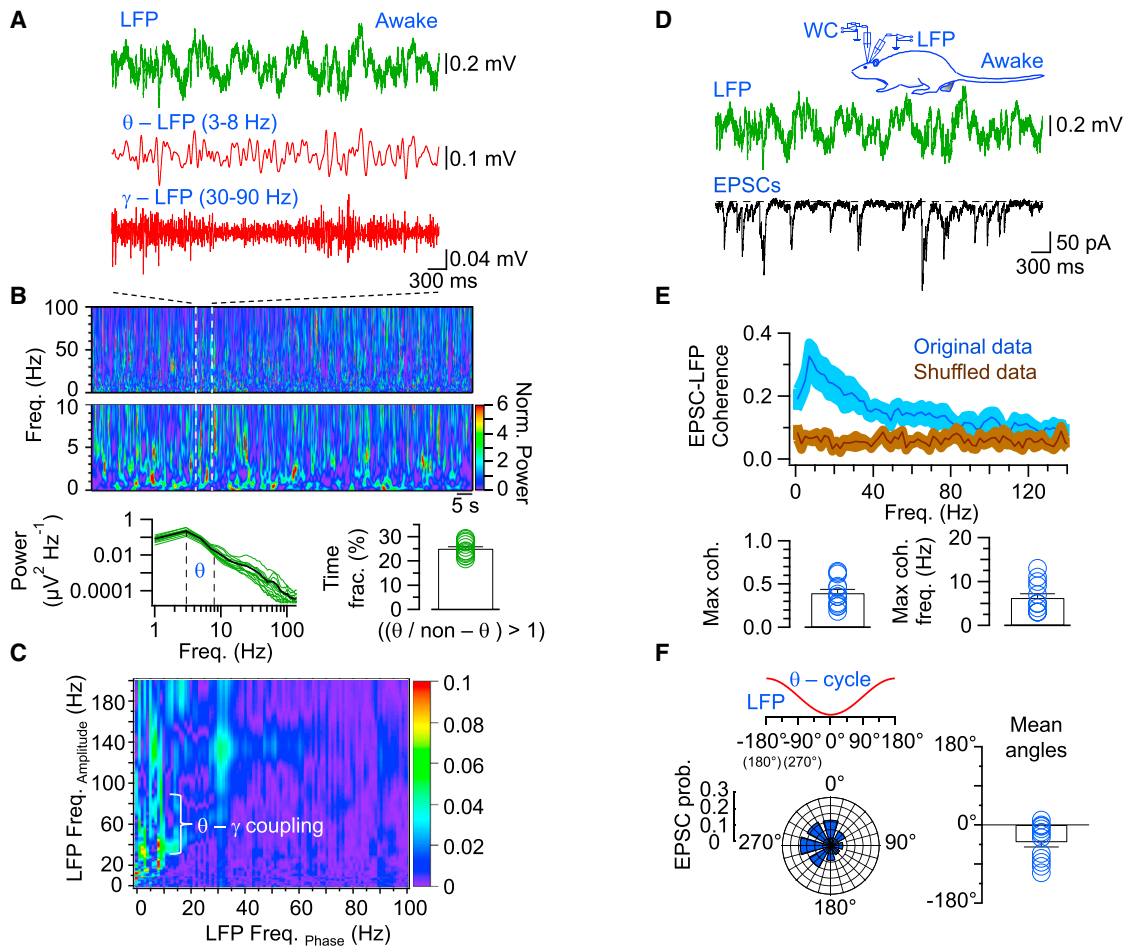 A
LFP
Awake
0.2 mV
θ – LFP (3-8 Hz)
0.1 mV
γ – LFP (30-90 Hz)
0.04 mV
300 ms
B
100
50
0
10
5
0
Freq. (Hz)
6
4
2
0
Norm. Power
5 s
1
0.01
0.0001
Power
(μV² Hz⁻¹)
θ
1
10
100
Freq. (Hz)
30
20
10
0
Time
frac. (%)
((θ / non – θ ) > 1)
C
180
140
100
60
20
0
LFP Freq. Amplitude (Hz)
θ – γ coupling
0
20
40
60
80
100
LFP Freq. Phase (Hz)
0.1
0.08
0.06
0.04
0.02
0
D
WC
LFP
Awake
LFP
0.2 mV
EPSCs
50 pA
300 ms
E
0.4
0.2
0.0
EPSC-LFP
Coherence
Original data
Shuffled data
0
40
80
120
Freq. (Hz)
1.0
0.5
0.0
Max coh.
20
10
0
Max coh.
freq. (Hz)
F
θ – cycle
LFP
-180° -90° 0° 90° 180°
(180°) (270°)
0.3
0.2
0.1
0
EPSC prob.
0°
90°
180°
270°
Mean
angles
180°
0°
-180°